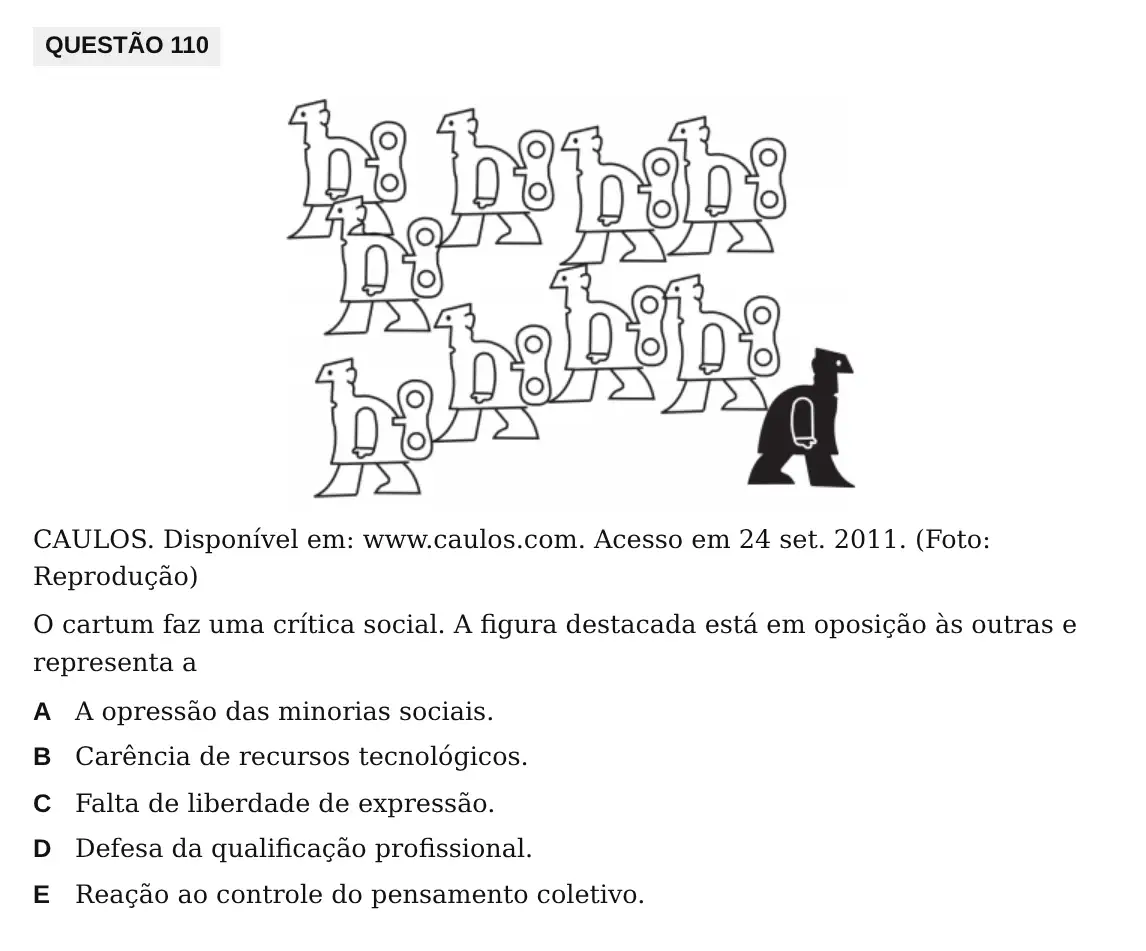 QUESTÃO 110
CAULOS. Disponível em: www.caulos.com. Acesso em 24 set. 2011. (Foto:
Reprodução)
O cartum faz uma crítica social. A figura destacada está em oposição às outras e
representa a
A A opressão das minorias sociais.
B Carência de recursos tecnológicos.
C Falta de liberdade de expressão.
D Defesa da qualificação profissional.
E Reação ao controle do pensamento coletivo.